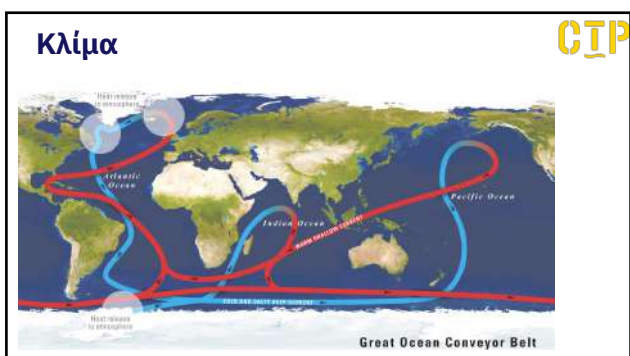 Κλίμα
CTP
Heat release
to atmosphere
Atlantic
Ocean
Indian Ocean
Pacific Ocean
WARM SHALLOW CURRENT
COLD AND SALTY DEEP CURRENT
Heat release
to atmosphere
Great Ocean Conveyor Belt